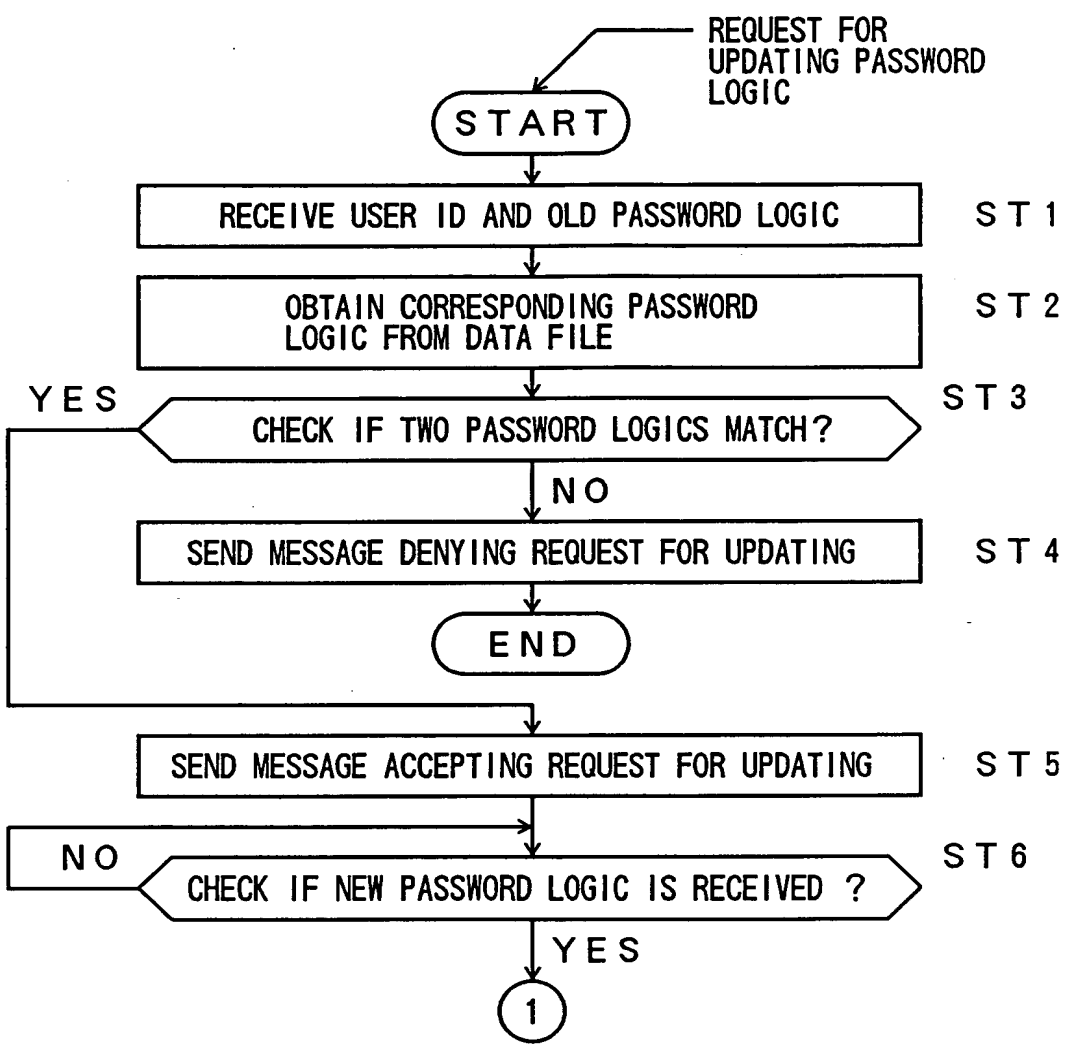 REQUEST FOR
UPDATING PASSWORD
LOGIC
START
RECEIVE USER ID AND OLD PASSWORD LOGIC
ST1
OBTAIN CORRESPONDING PASSWORD
LOGIC FROM DATA FILE
ST2
YES
ST3
CHECK IF TWO PASSWORD LOGICS MATCH?
NO
SEND MESSAGE DENYING REQUEST FOR UPDATING
ST4
END
SEND MESSAGE ACCEPTING REQUEST FOR UPDATING
ST5
NO
ST6
CHECK IF NEW PASSWORD LOGIC IS RECEIVED ?
YES
1